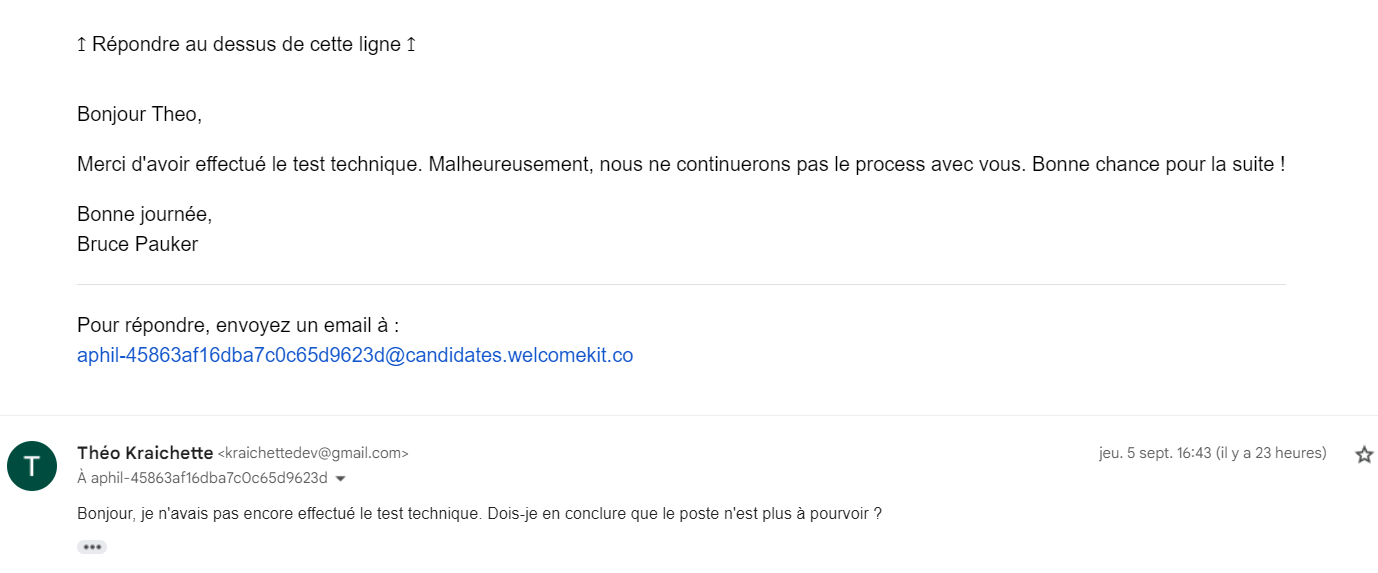 ↥ Répondre au dessus de cette ligne ↥
Bonjour Theo,
Merci d'avoir effectué le test technique. Malheureusement, nous ne continuerons pas le process avec vous. Bonne chance pour la suite !
Bonne journée,
Bruce Pauker
Pour répondre, envoyez un email à :
aphil-45863af16dba7c0c65d9623d@candidates.welcomekit.co
T
Théo Kraichette <kraichettedev@gmail.com>
jeu. 5 sept. 16:43 (il y a 23 heures)
À aphil-45863af16dba7c0c65d9623d
Bonjour, je n'avais pas encore effectué le test technique. Dois-je en conclure que le poste n'est plus à pourvoir ?